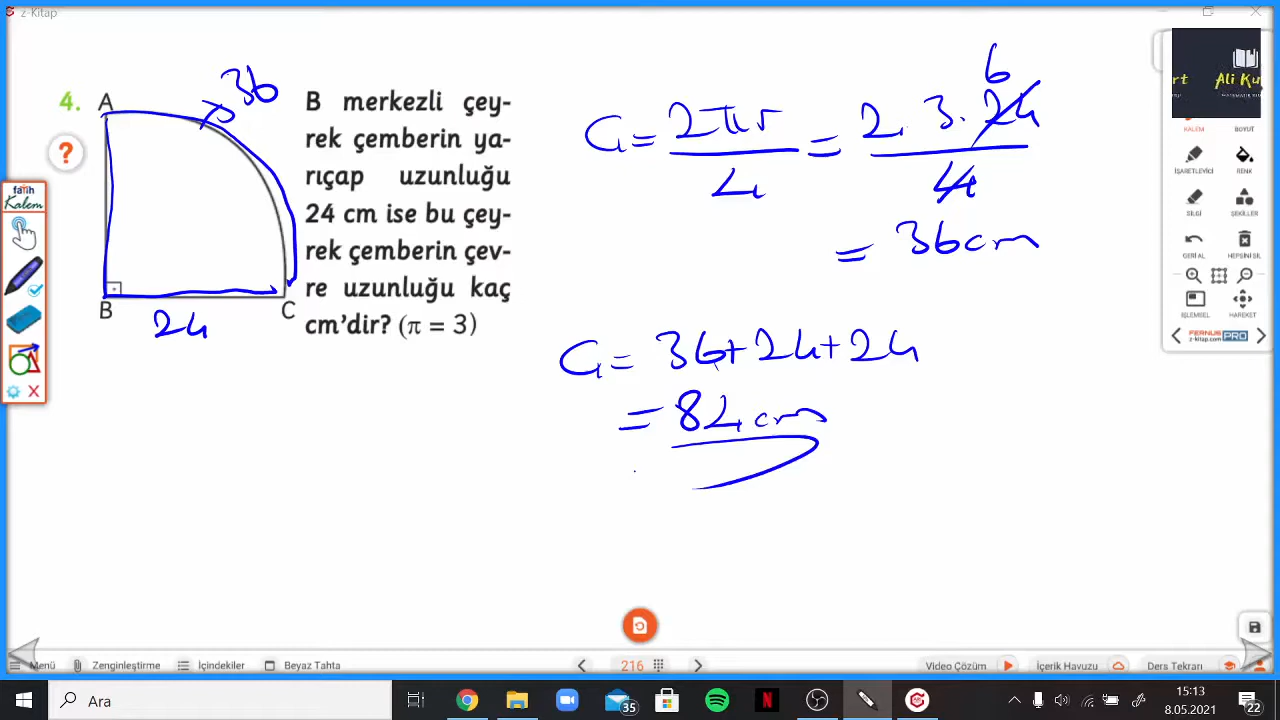 z-Kitap
4.
A
36
B merkezli çey-
rek çemberin ya-
rıçap uzunluğu
24 cm ise bu çey-
rek çemberin çev-
re uzunluğu kaç
cm'dir? (π = 3)
B
C
24
?
fatih
Kalem
Ç = 2πr / 4 = 2. 3. 24 / 4
6
= 36 cm
Ç = 36 + 24 + 24
= 84 cm
Ali Ku
KALEM
BOYUT
İŞARETLEYİCİ
RENK
SİLGİ
ŞEKİLLER
GERİ AL
HEPSİNİ SİL
İŞLEMSEL
HAREKET
FERNUS PRO
z-kitap.com
Menü
Zenginleştirme
İçindekiler
Beyaz Tahta
216
Video Çözüm
İçerik Havuzu
Ders Tekrarı
Ara
35
N
15:13
8.05.2021
22